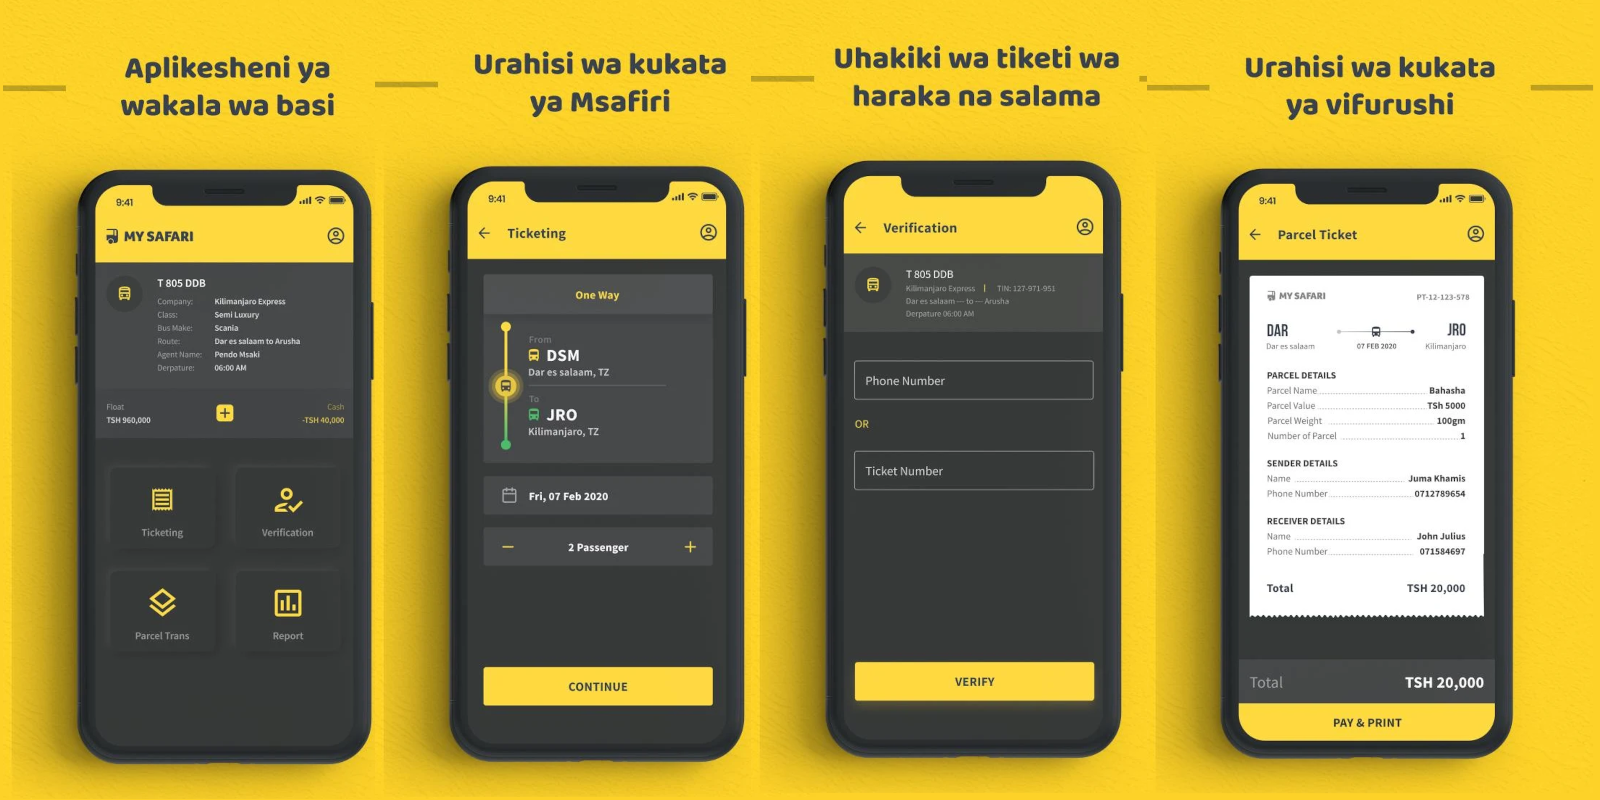 Aplikesheni ya
wakala wa basi
9:41
MY SAFARI
T 805 DDB
Company: Kilimanjaro Express
Class: Semi Luxury
Bus Make: Scania
Route: Dar es salaam to Arusha
Agent Name: Pendo Msaki
Derpature: 06:00 AM
Float Cash
TSH 960,000 -TSH 40,000
Ticketing Verification
Parcel Trans Report
Urahisi wa kukata
ya Msafiri
9:41
Ticketing
One Way
From
DSM
Dar es salaam, TZ
To
JRO
Kilimanjaro, TZ
Fri, 07 Feb 2020
2 Passenger
CONTINUE
Uhakiki wa tiketi wa
haraka na salama
Verification
T 805 DDB
Kilimanjaro Express | TIN: 127-971-951
Dar es salaam --- to --- Arusha
Derpature 06:00 AM
Phone Number
OR
Ticket Number
VERIFY
Urahisi wa kukata
ya vifurushi
9:41
Parcel Ticket
MY SAFARI PT-12-123-578
DAR JRO
Dar es salaam 07 FEB 2020 Kilimanjaro
PARCEL DETAILS
Parcel Name Bahasha
Parcel Value TSh 5000
Parcel Weight 100gm
Number of Parcel 1
SENDER DETAILS
Name Juma Khamis
Phone Number 0712789654
RECEIVER DETAILS
Name John Julius
Phone Number 071584697
Total TSH 20,000
Total TSH 20,000
PAY & PRINT